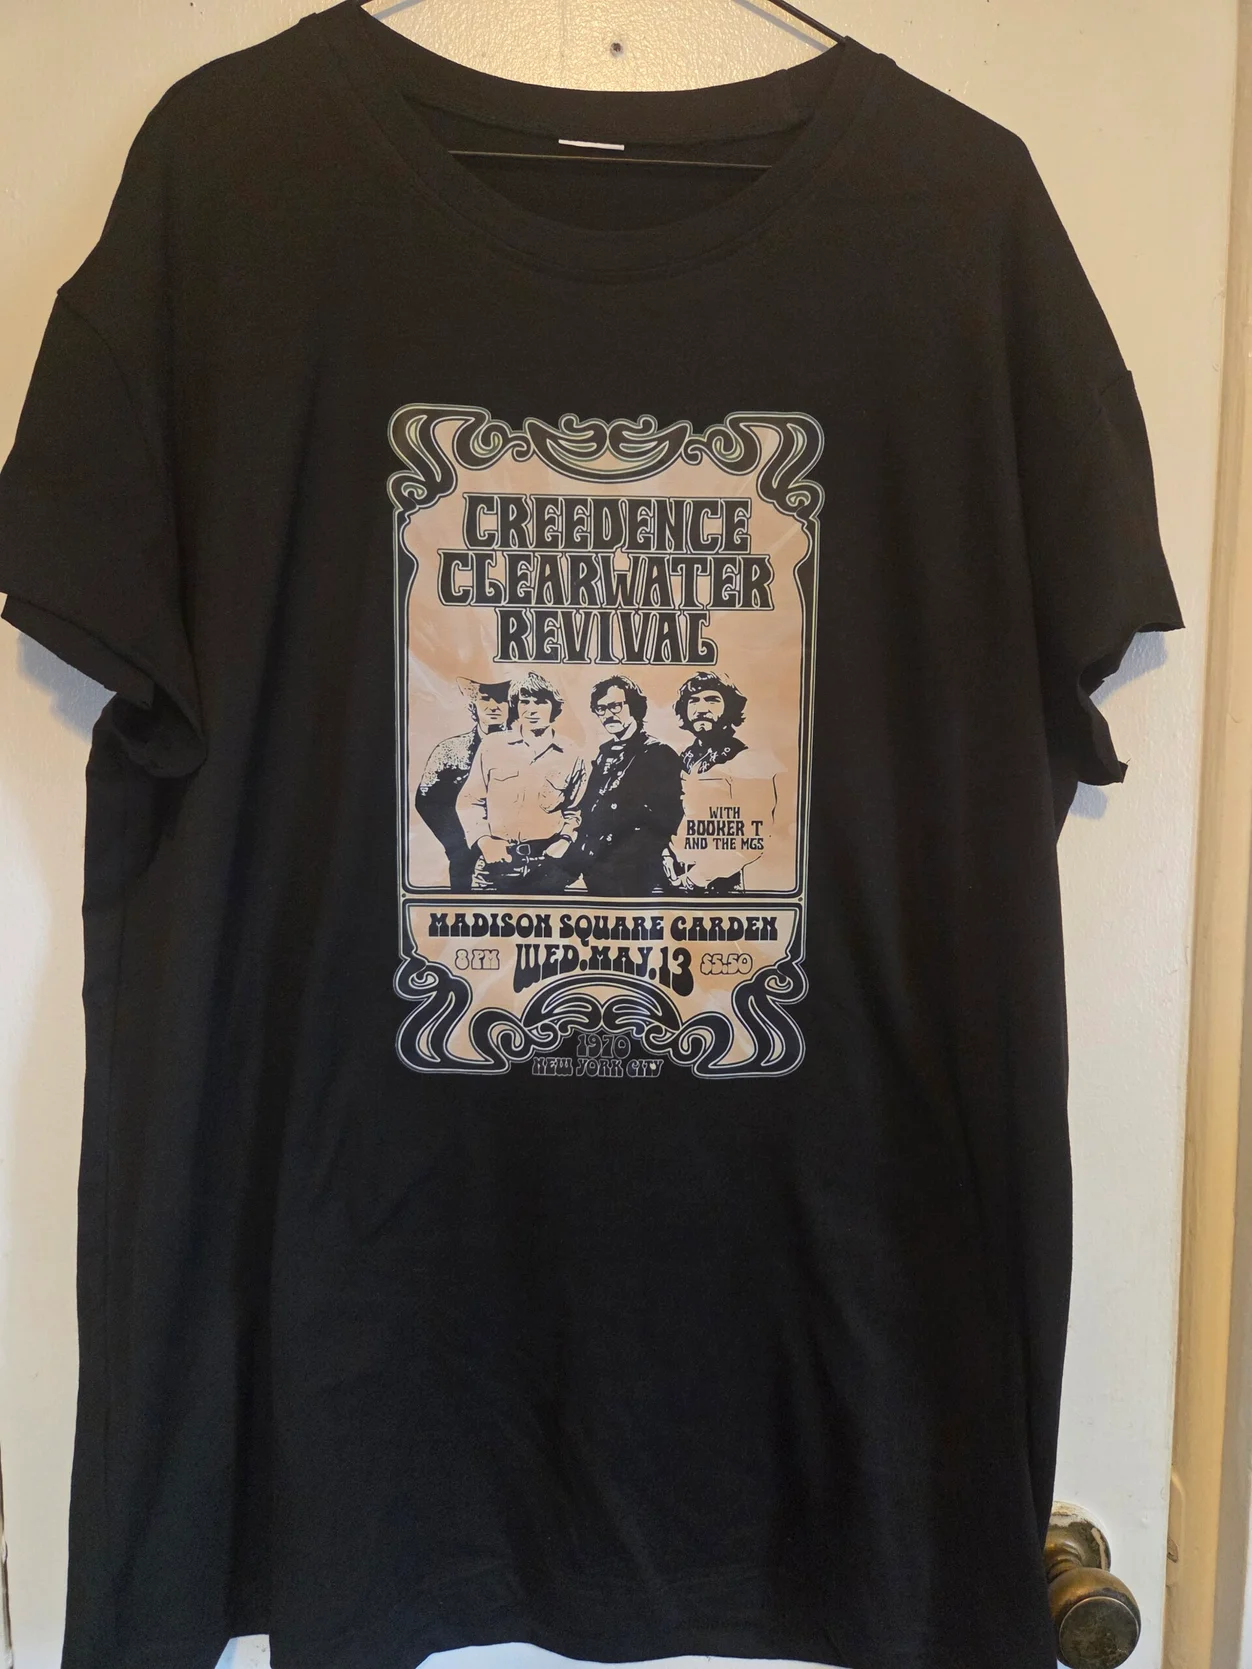 CREEDENCE
CLEARWATER
REVIVAL
WITH
BOOKER T
AND THE MGS
MADISON SQUARE GARDEN
8 PM WED.MAY.13 $5.50
1970
NEW YORK CITY